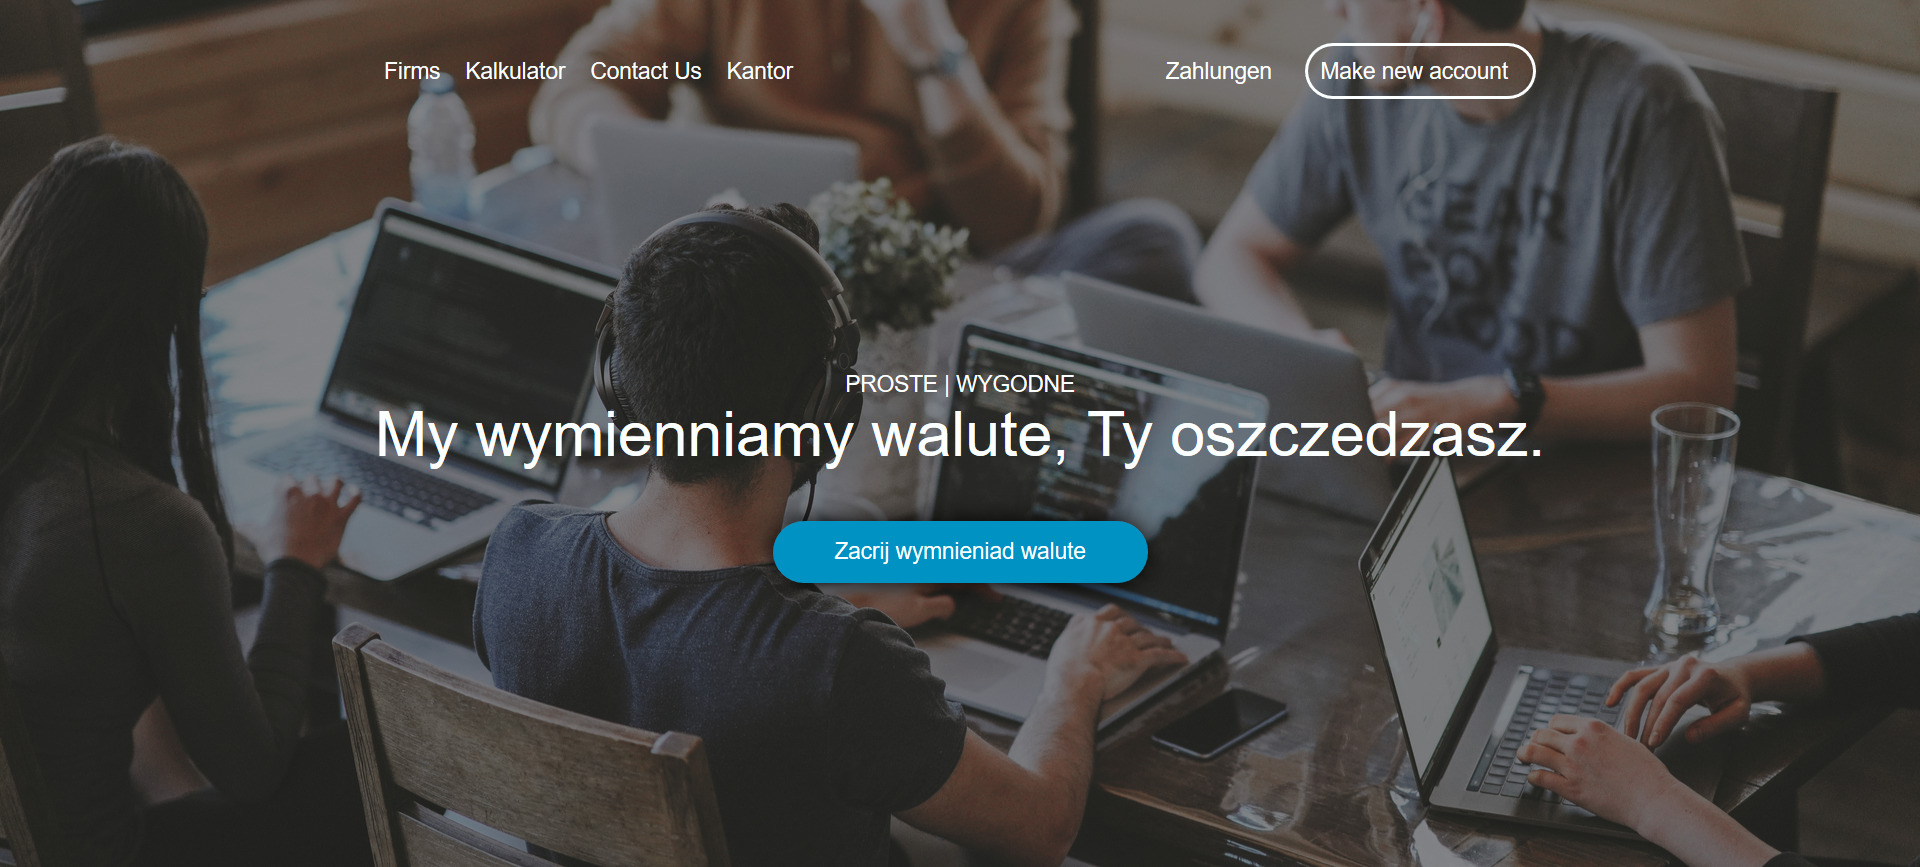 Firms Kalkulator Contact Us Kantor Zahlungen Make new account
PROSTE | WYGODNE
My wymienniamy walute, Ty oszczedzasz.
Zacrij wymnieniad walute